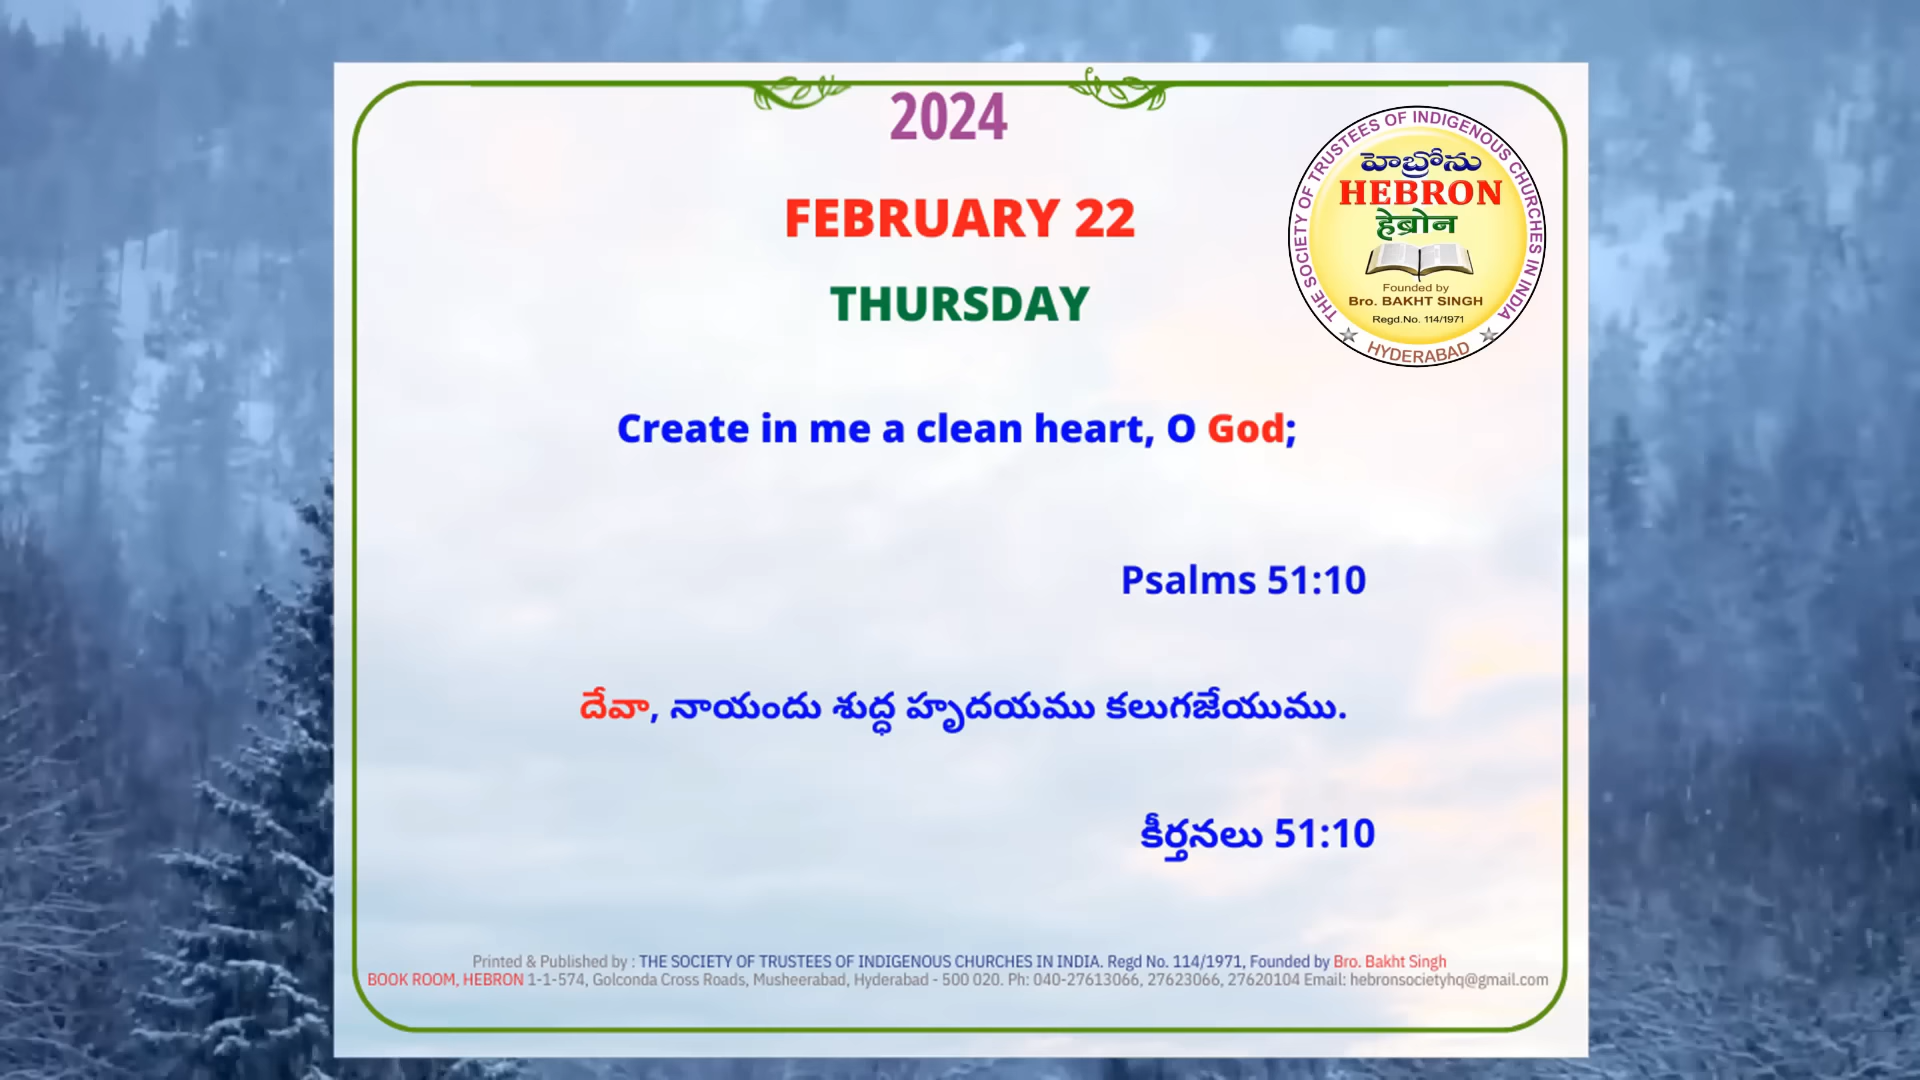 2024
FEBRUARY 22
THURSDAY
THE SOCIETY OF TRUSTEES OF INDIGENOUS CHURCHES IN INDIA
హెబ్రోను
HEBRON
हेब्रोन
Founded by
Bro. BAKHT SINGH
Regd.No. 114/1971
HYDERABAD
Create in me a clean heart, O God;
Psalms 51:10
దేవా, నాయందు శుద్ధ హృదయము కలుగజేయుము.
కీర్తనలు 51:10
Printed & Published by : THE SOCIETY OF TRUSTEES OF INDIGENOUS CHURCHES IN INDIA. Regd No. 114/1971, Founded by Bro. Bakht Singh
BOOK ROOM, HEBRON 1-1-574, Golconda Cross Roads, Musheerabad, Hyderabad - 500 020. Ph: 040-27613066, 27623066, 27620104 Email: hebronsocietyhq@gmail.com